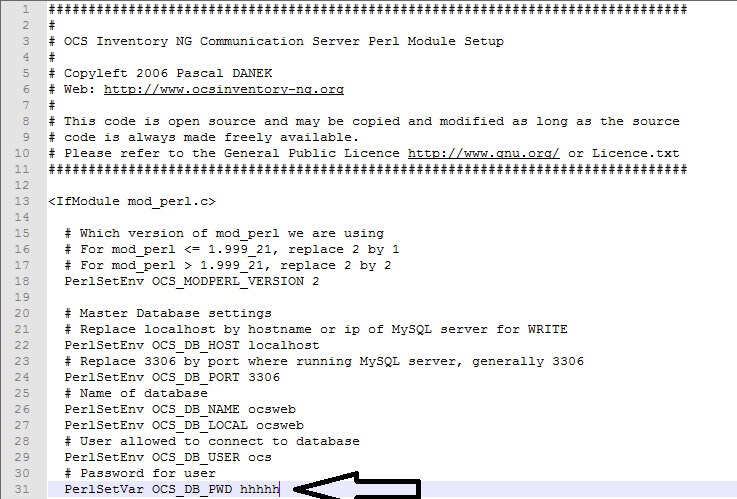 1 ################################################################################
2 #
3 # OCS Inventory NG Communication Server Perl Module Setup
4 #
5 # Copyleft 2006 Pascal DANEK
6 # Web: http://www.ocsinventory-ng.org
7 #
8 # This code is open source and may be copied and modified as long as the source
9 # code is always made freely available.
10 # Please refer to the General Public Licence http://www.gnu.org/ or Licence.txt
11 ################################################################################
12
13 <IfModule mod_perl.c>
14
15   # Which version of mod_perl we are using
16   # For mod_perl <= 1.999_21, replace 2 by 1
17   # For mod_perl > 1.999_21, replace 2 by 2
18   PerlSetEnv OCS_MODPERL_VERSION 2
19
20   # Master Database settings
21   # Replace localhost by hostname or ip of MySQL server for WRITE
22   PerlSetEnv OCS_DB_HOST localhost
23   # Replace 3306 by port where running MySQL server, generally 3306
24   PerlSetEnv OCS_DB_PORT 3306
25   # Name of database
26   PerlSetEnv OCS_DB_NAME ocsweb
27   PerlSetEnv OCS_DB_LOCAL ocsweb
28   # User allowed to connect to database
29   PerlSetEnv OCS_DB_USER ocs
30   # Password for user
31   PerlSetVar OCS_DB_PWD hhhhh